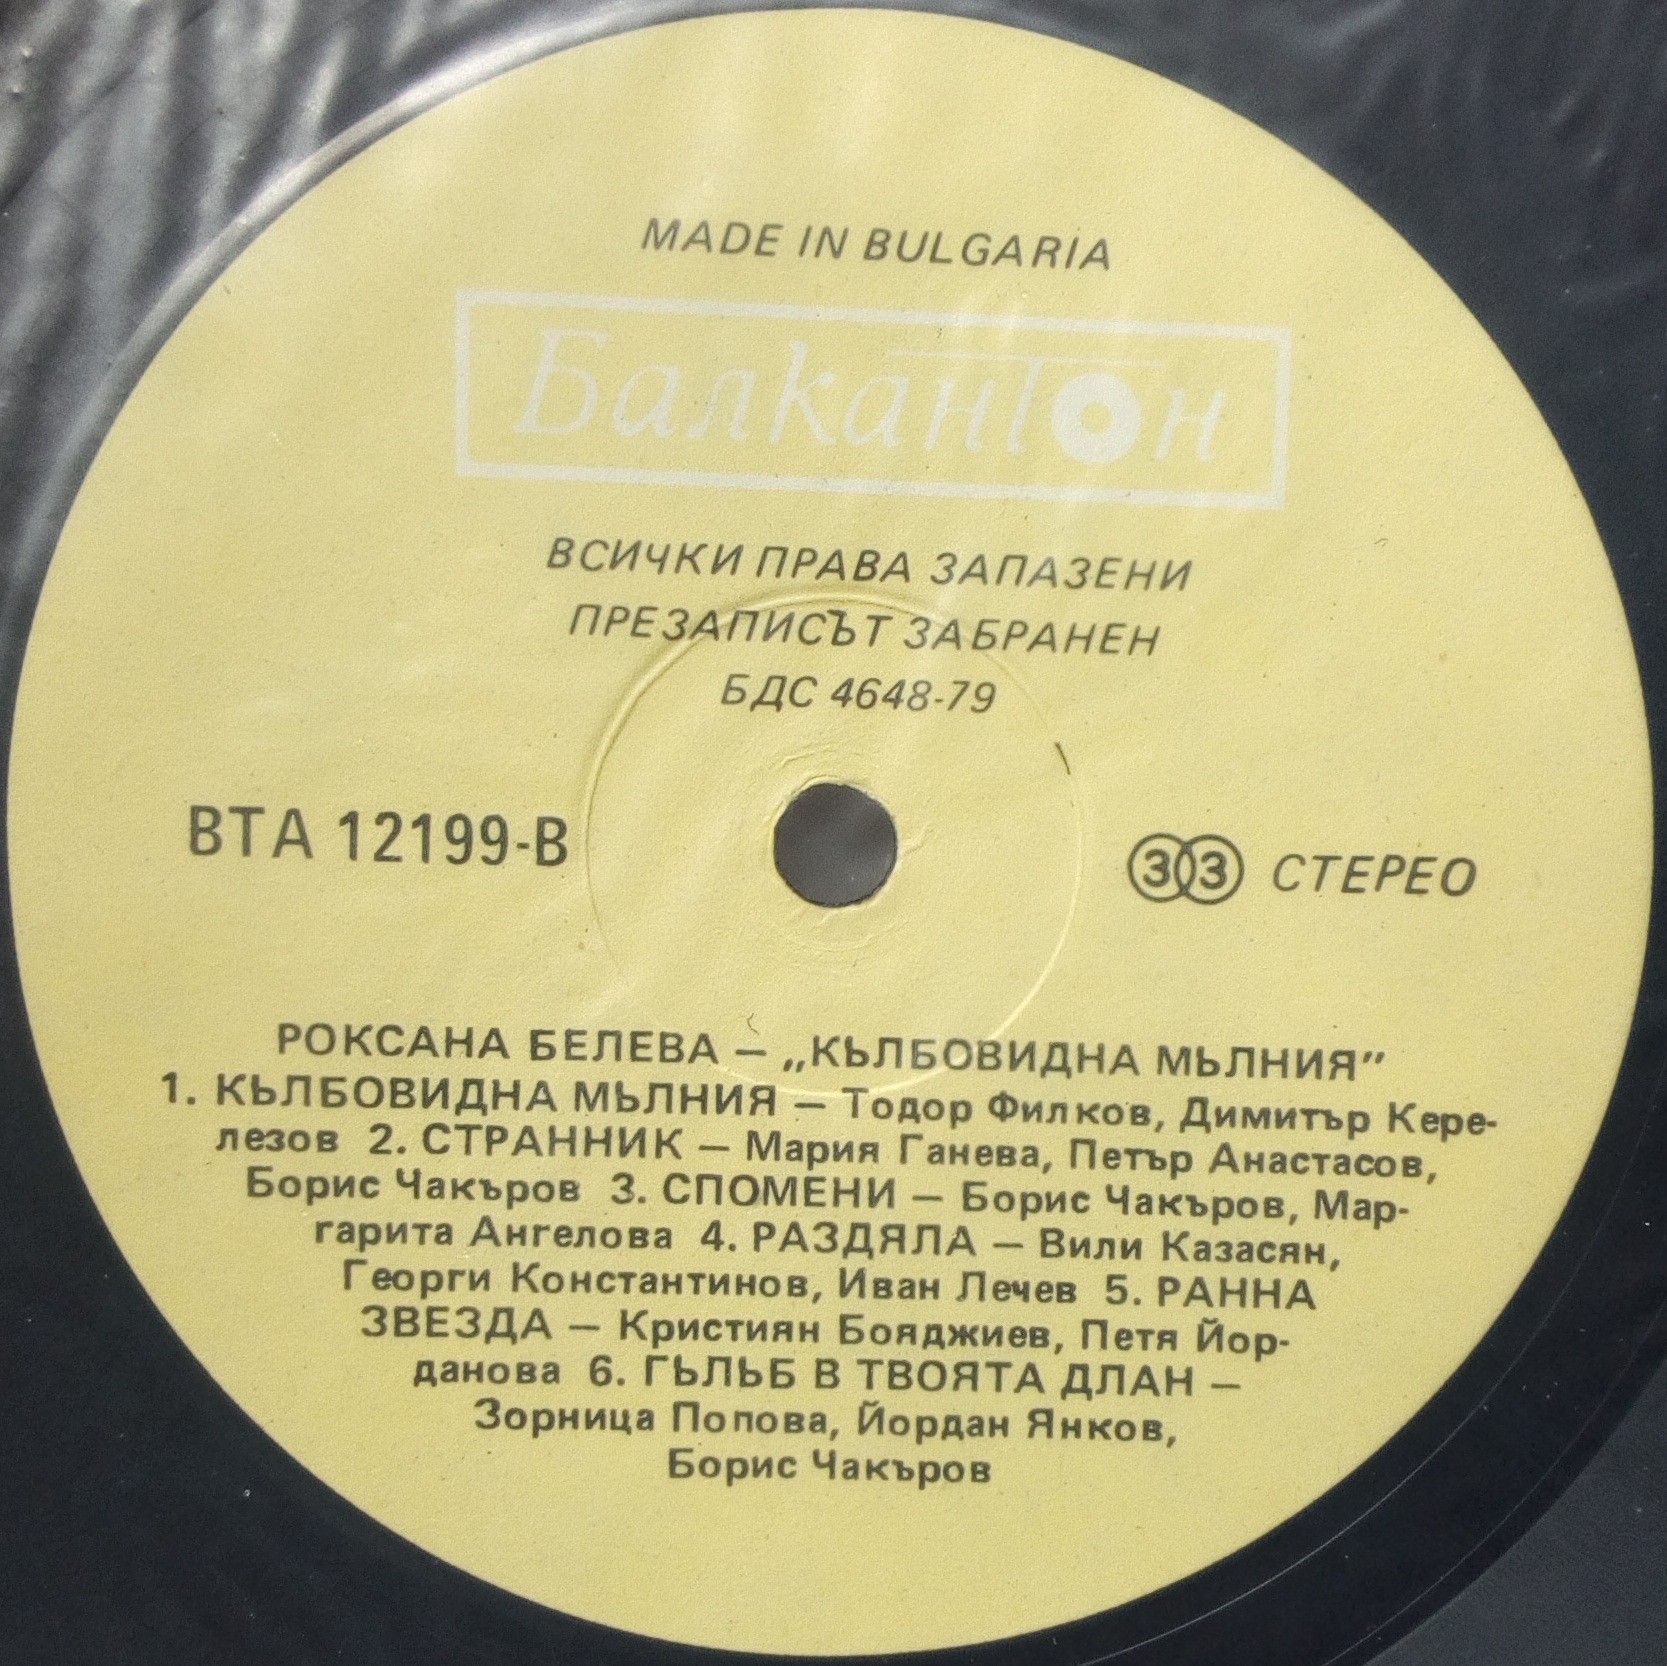 MADE IN BULGARIA
Балкантон
ВСИЧКИ ПРАВА ЗАПАЗЕНИ
ПРЕЗАПИСЪТ ЗАБРАНЕН
БДС 4648-79
ВТА 12199-В
33 СТЕРЕО
РОКСАНА БЕЛЕВА – „КЪЛБОВИДНА МЪЛНИЯ”
1. КЪЛБОВИДНА МЪЛНИЯ – Тодор Филков, Димитър Кере-
лезов 2. СТРАННИК – Мария Ганева, Петър Анастасов,
Борис Чакъров 3. СПОМЕНИ – Борис Чакъров, Мар-
гарита Ангелова 4. РАЗДЯЛА – Вили Казасян,
Георги Константинов, Иван Лечев 5. РАННА
ЗВЕЗДА – Кристиян Бояджиев, Петя Йор-
данова 6. ГЪЛЪБ В ТВОЯТА ДЛАН –
Зорница Попова, Йордан Янков,
Борис Чакъров